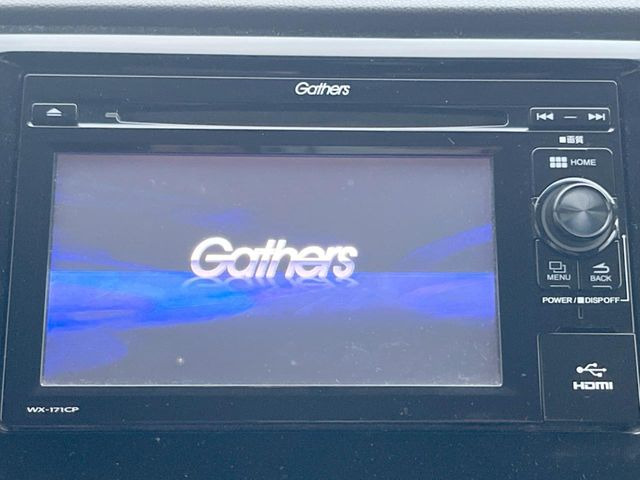 Gathers
■画質
HOME
Gathers
MENU
BACK
POWER / ■DISP OFF
HDMI
WX-171CP